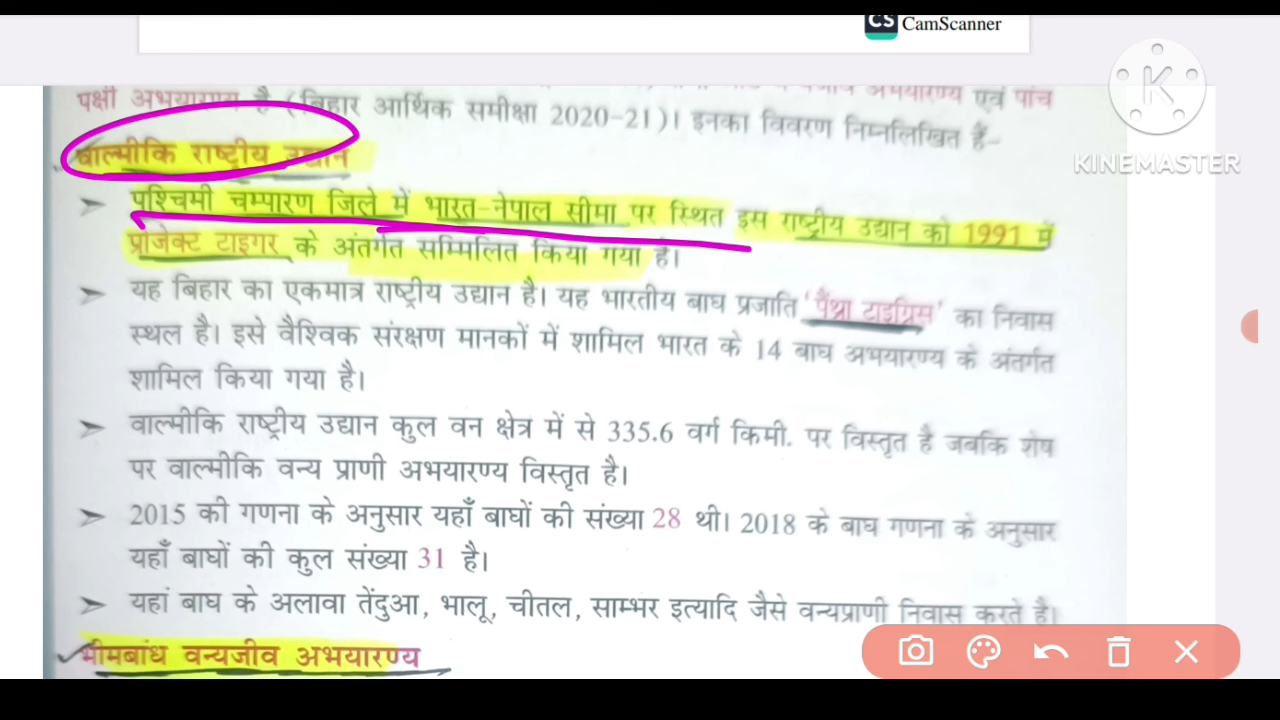 CS CamScanner
पक्षी अभयारण्य है (बिहार आर्थिक समीक्षा 2020-21)। इनका विवरण निम्नलिखित है- अभयारण्य एवं पांच
KINEMASTER
वाल्मीकि राष्ट्रीय उद्यान
➤ पश्चिमी चम्पारण जिले में भारत-नेपाल सीमा पर स्थित इस राष्ट्रीय उद्यान को 1991 में
प्रोजेक्ट टाइगर के अंतर्गत सम्मिलित किया गया है।
➤ यह बिहार का एकमात्र राष्ट्रीय उद्यान है। यह भारतीय बाघ प्रजाति 'पैंथ्रा टाइग्रिस' का निवास
स्थल है। इसे वैश्विक संरक्षण मानकों में शामिल भारत के 14 बाघ अभयारण्य के अंतर्गत
शामिल किया गया है।
➤ वाल्मीकि राष्ट्रीय उद्यान कुल वन क्षेत्र में से 335.6 वर्ग किमी. पर विस्तृत है जबकि शेष
पर वाल्मीकि वन्य प्राणी अभयारण्य विस्तृत है।
➤ 2015 की गणना के अनुसार यहाँ बाघों की संख्या 28 थी। 2018 के बाघ गणना के अनुसार
यहाँ बाघों की कुल संख्या 31 है।
➤ यहां बाघ के अलावा तेंदुआ, भालू, चीतल, साम्भर इत्यादि जैसे वन्यप्राणी निवास करते है।
भीमबांध वन्यजीव अभयारण्य